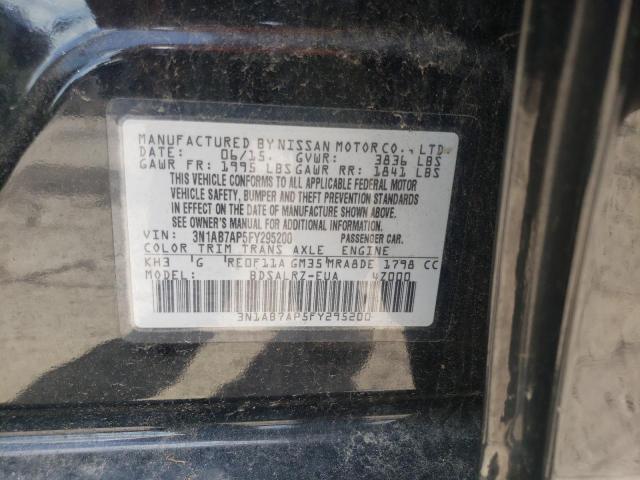 MANUFACTURED BY NISSAN MOTOR CO., LTD.
DATE: 06/15. GVWR: 3836 LBS
GAWR FR: 1995 LBS GAWR RR: 1841 LBS
THIS VEHICLE CONFORMS TO ALL APPLICABLE FEDERAL MOTOR
VEHICLE SAFETY, BUMPER AND THEFT PREVENTION STANDARDS
IN EFFECT ON THE DATE OF MANUFACTURE SHOWN ABOVE.
SEE OWNER'S MANUAL FOR ADDITIONAL INFORMATION.
VIN: 3N1AB7AP5FY295200 PASSENGER CAR.
COLOR TRIM TRANS AXLE ENGINE
KH3 'G 'RE0F11A GM35 MRA8DE 1798 CC
MODEL: BDSALRZ-EUA 4Z000
3N1AB7AP5FY295200